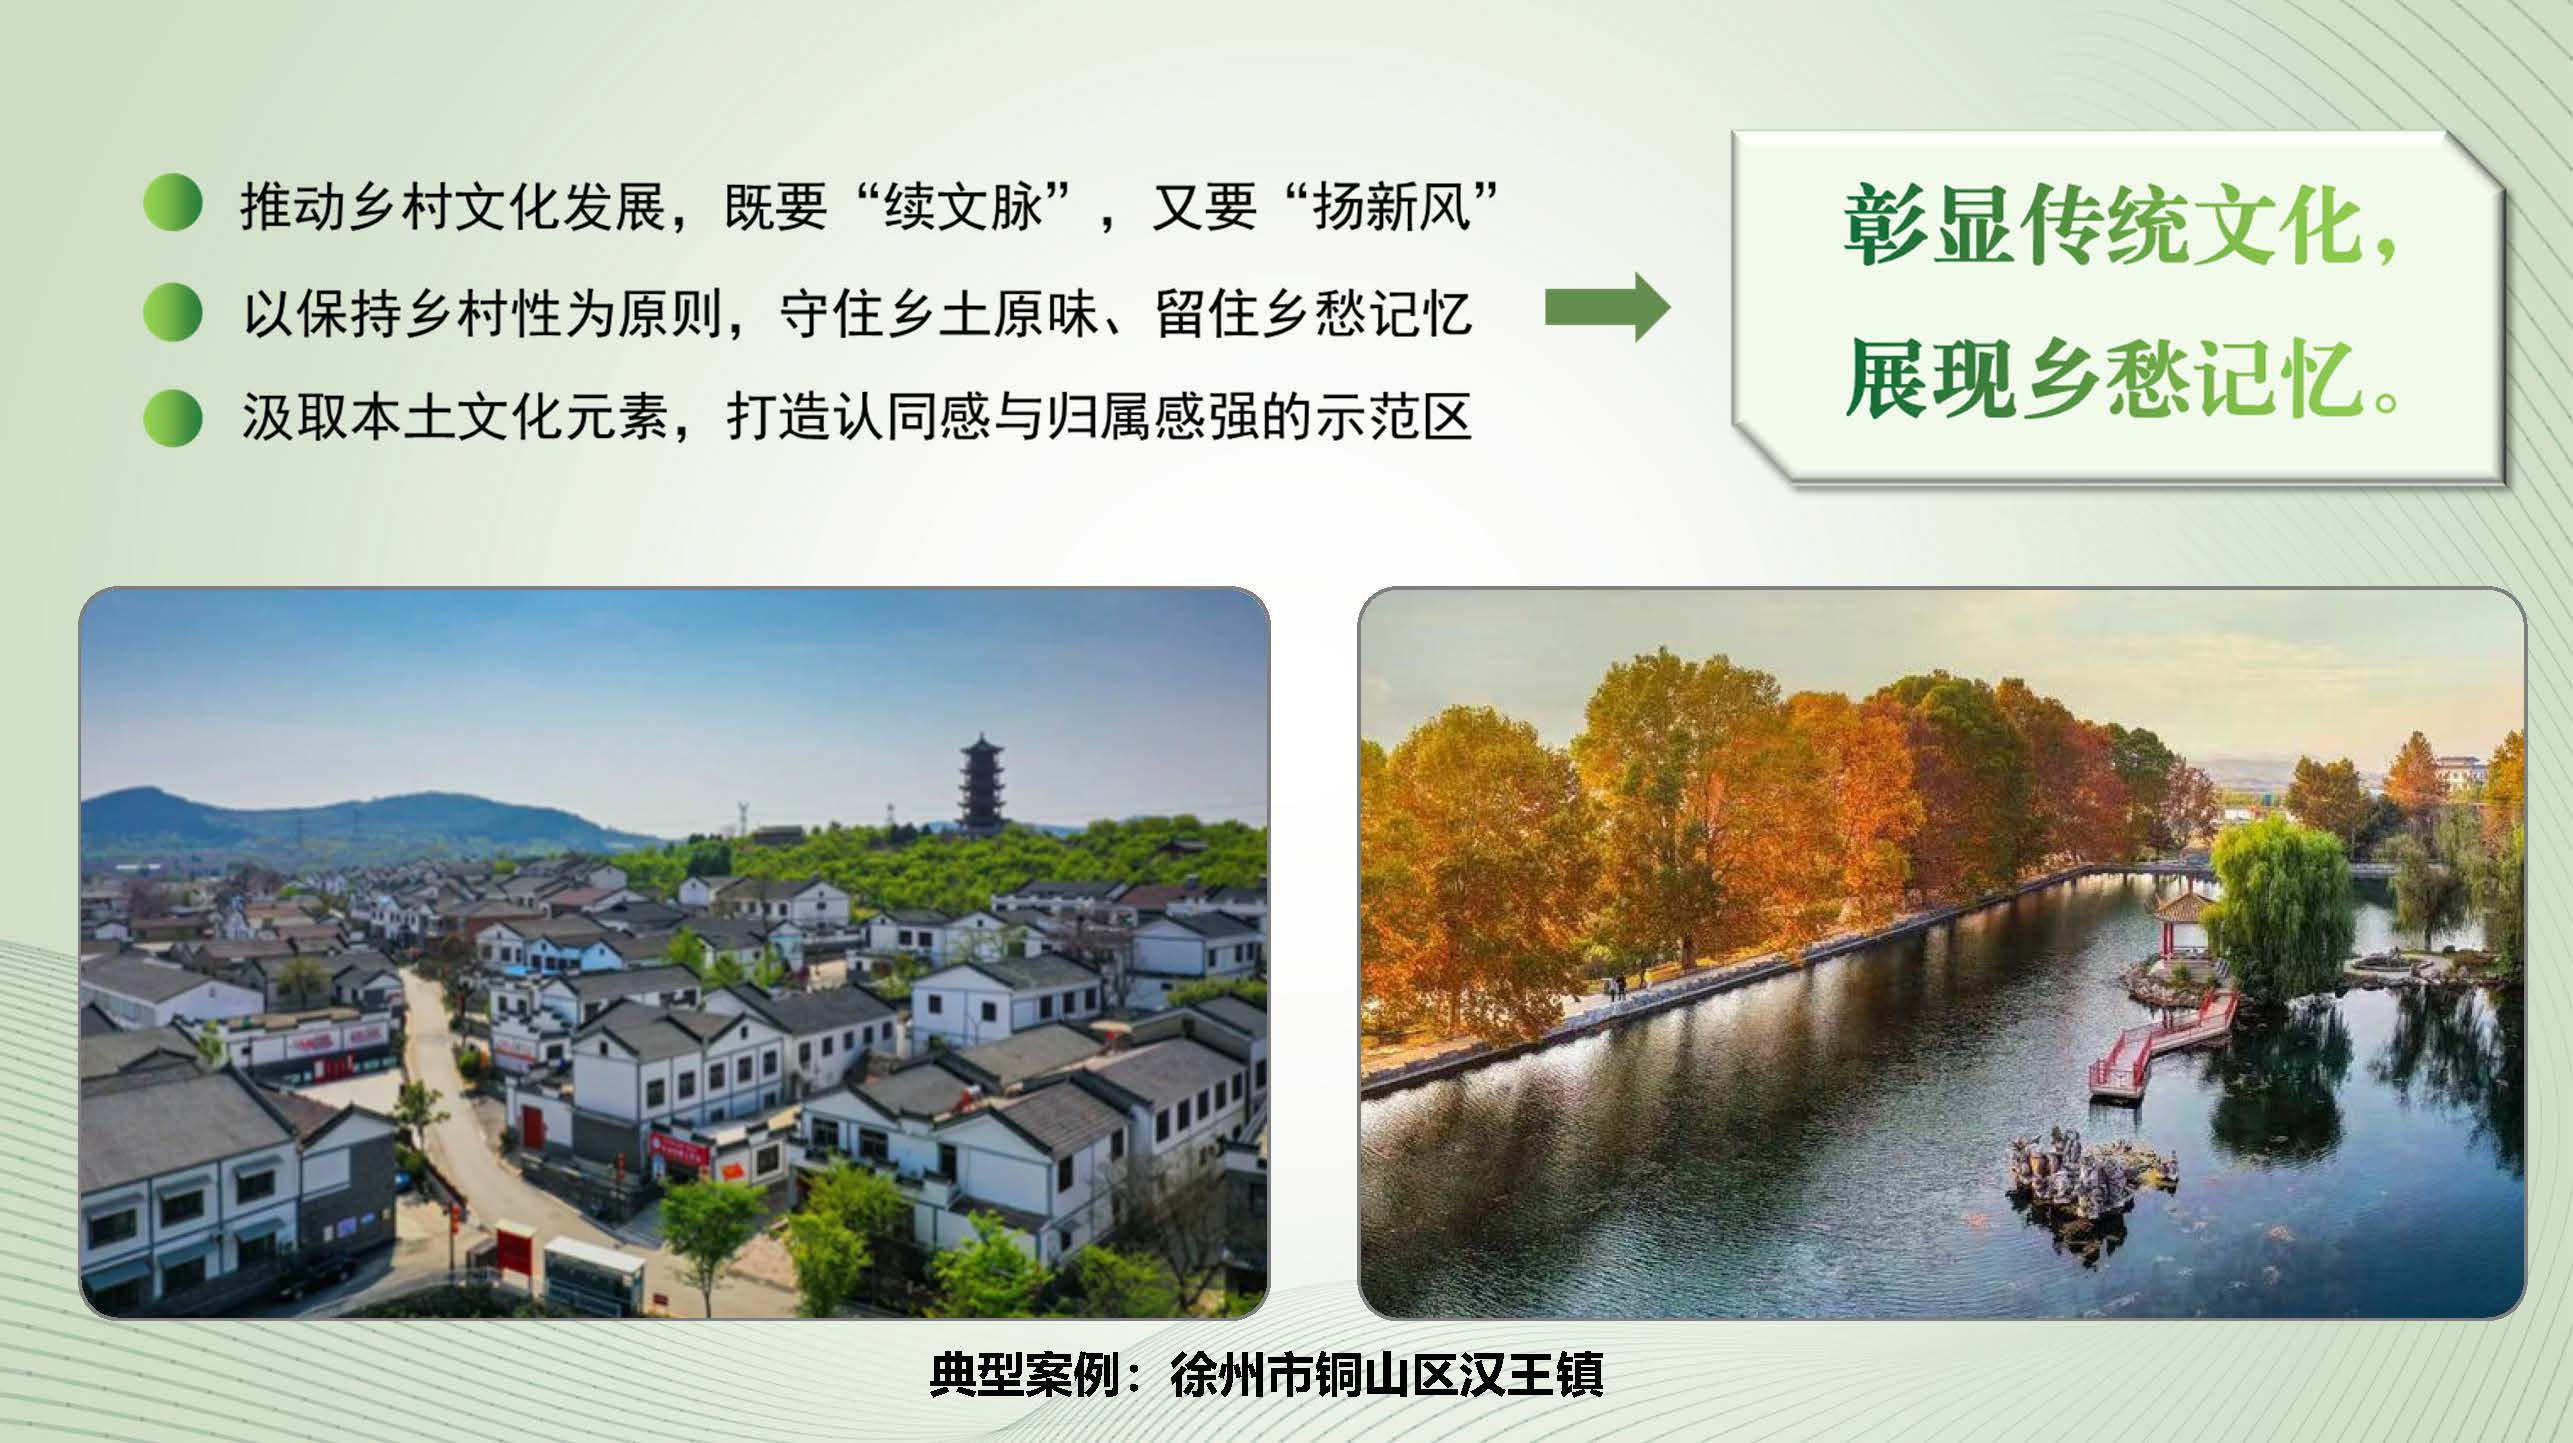 推动乡村文化发展，既要“续文脉”，又要“扬新风”
以保持乡村性为原则，守住乡土原味、留住乡愁记忆
汲取本土文化元素，打造认同感与归属感强的示范区
彰显传统文化，
展现乡愁记忆。
典型案例：徐州市铜山区汉王镇